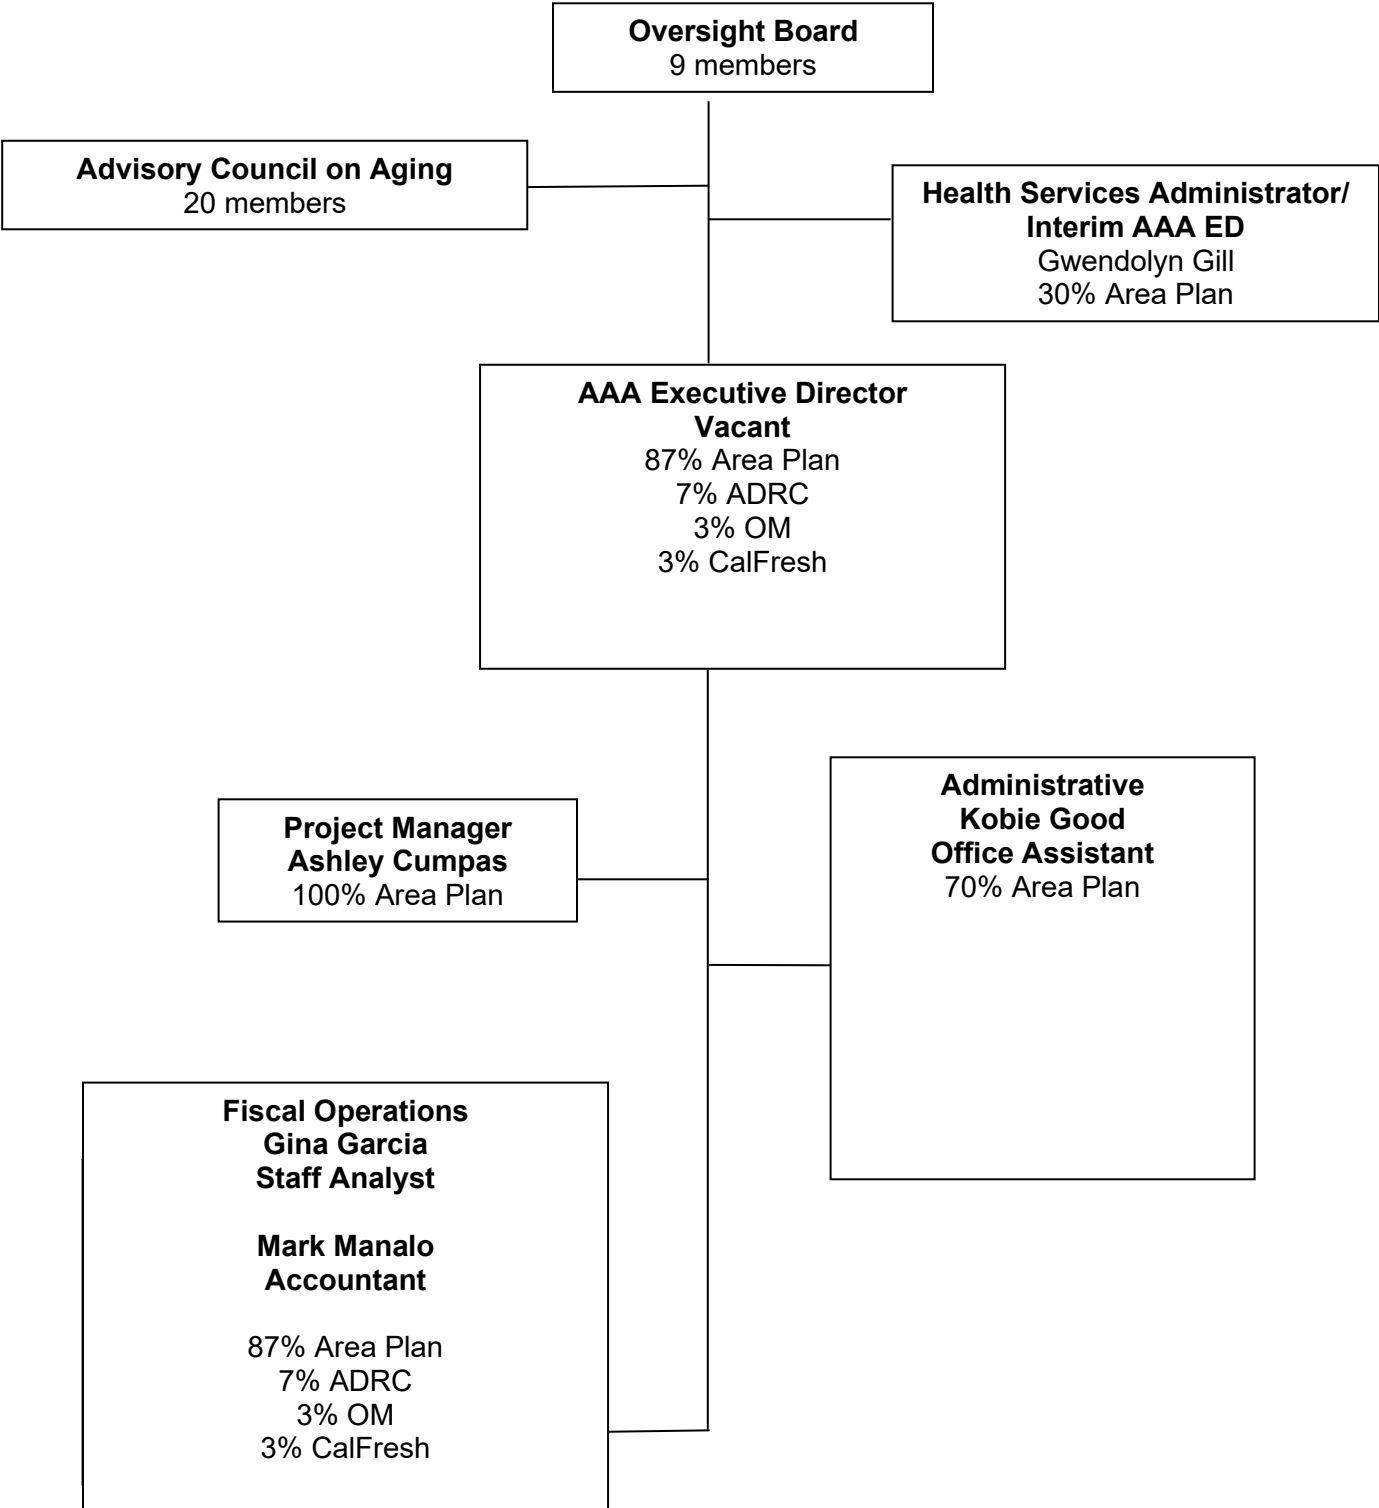 Oversight Board
9 members
Advisory Council on Aging
20 members
Health Services Administrator/
Interim AAA ED
Gwendolyn Gill
30% Area Plan
AAA Executive Director
Vacant
87% Area Plan
7% ADRC
3% OM
3% CalFresh
Project Manager
Ashley Cumpas
100% Area Plan
Administrative
Kobie Good
Office Assistant
70% Area Plan
Fiscal Operations
Gina Garcia
Staff Analyst
Mark Manalo
Accountant
87% Area Plan
7% ADRC
3% OM
3% CalFresh